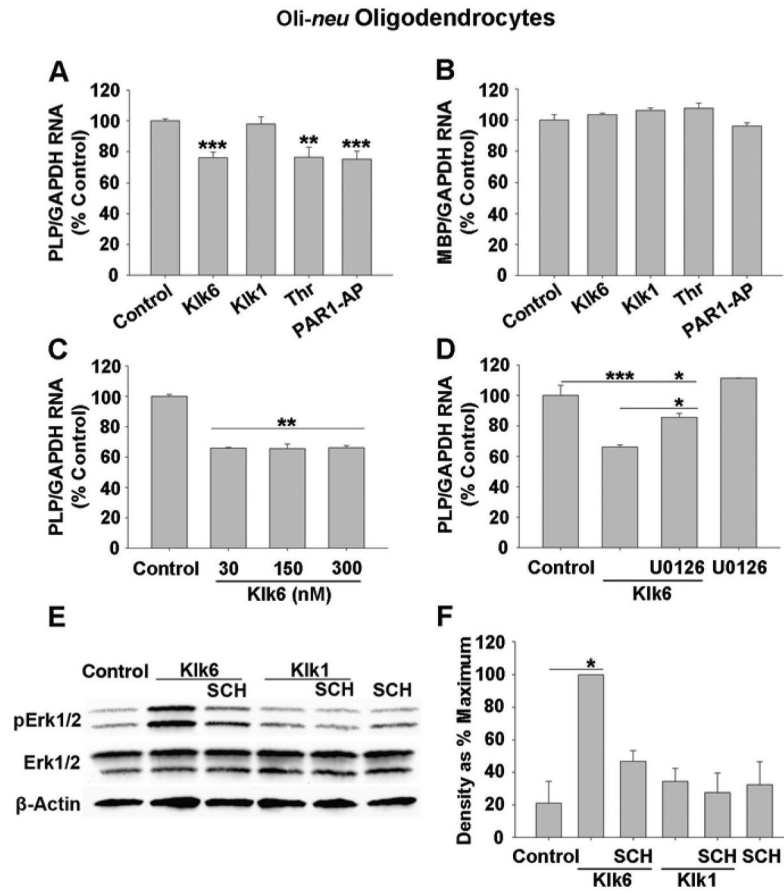 Oli-neu Oligodendrocytes
A
PLP/GAPDH RNA
(% Control)
120
100
80
60
40
20
0
***
**
***
Control
Klk6
Klk1
Thr
PAR1-AP
B
MBP/GAPDH RNA
(% Control)
120
100
80
60
40
20
0
Control
Klk6
Klk1
Thr
PAR1-AP
C
PLP/GAPDH RNA
(% Control)
120
100
80
60
40
20
0
**
Control 30 150 300
Klk6 (nM)
D
PLP/GAPDH RNA
(% Control)
120
100
80
60
40
20
0
*** *
*
Control U0126 U0126
Klk6
E
Control Klk6 Klk1
SCH SCH SCH
pErk1/2
Erk1/2
β-Actin
F
Density as % Maximum
120
100
80
60
40
20
0
*
Control SCH SCH SCH
Klk6 Klk1